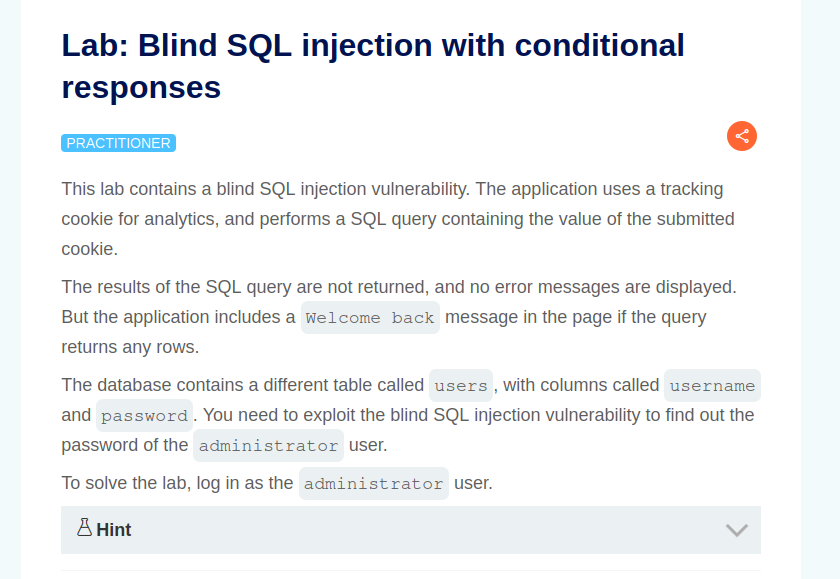 Lab: Blind SQL injection with conditional
responses
PRACTITIONER
This lab contains a blind SQL injection vulnerability. The application uses a tracking
cookie for analytics, and performs a SQL query containing the value of the submitted
cookie.
The results of the SQL query are not returned, and no error messages are displayed.
But the application includes a Welcome back message in the page if the query
returns any rows.
The database contains a different table called users, with columns called username
and password. You need to exploit the blind SQL injection vulnerability to find out the
password of the administrator user.
To solve the lab, log in as the administrator user.
Hint